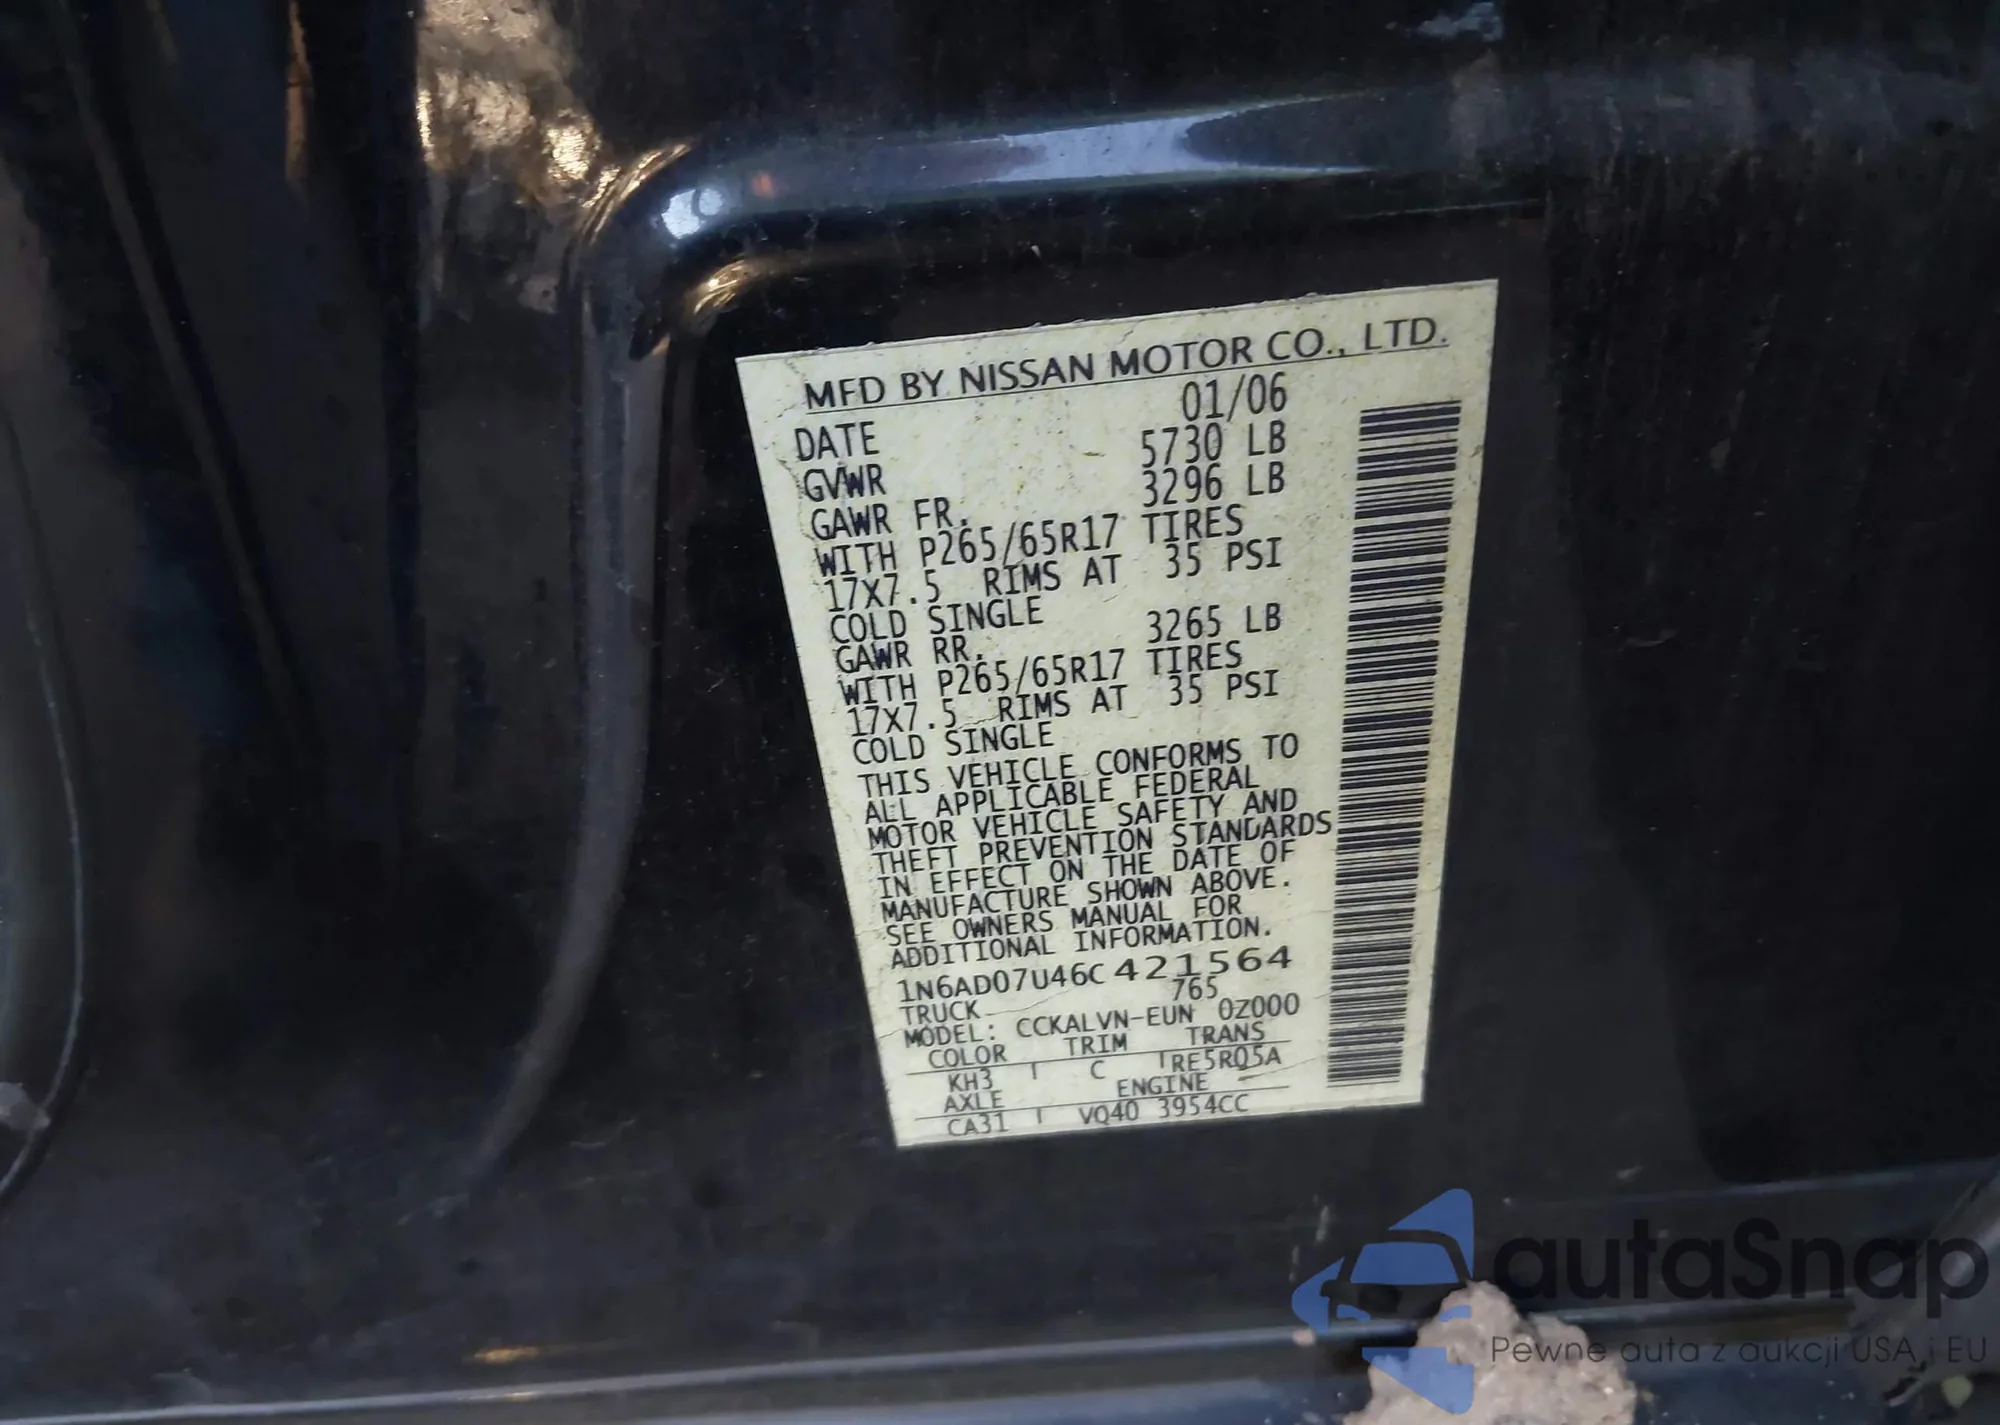 MFD BY NISSAN MOTOR CO., LTD.
DATE 01/06
GVWR 5730 LB
GAWR FR. 3296 LB
WITH P265/65R17 TIRES
17X7.5 RIMS AT 35 PSI
COLD SINGLE
GAWR RR. 3265 LB
WITH P265/65R17 TIRES
17X7.5 RIMS AT 35 PSI
COLD SINGLE
THIS VEHICLE CONFORMS TO
ALL APPLICABLE FEDERAL
MOTOR VEHICLE SAFETY AND
THEFT PREVENTION STANDARDS
IN EFFECT ON THE DATE OF
MANUFACTURE SHOWN ABOVE.
SEE OWNERS MANUAL FOR
ADDITIONAL INFORMATION.
1N6AD07U46C 421564
TRUCK 765
MODEL: CCKALVN-EUN 0Z000
COLOR TRIM TRANS
KH3 C RE5R05A
AXLE ENGINE
CA31 VQ40 3954CC
autaSnap
Pewne auta z aukcji USA i EU